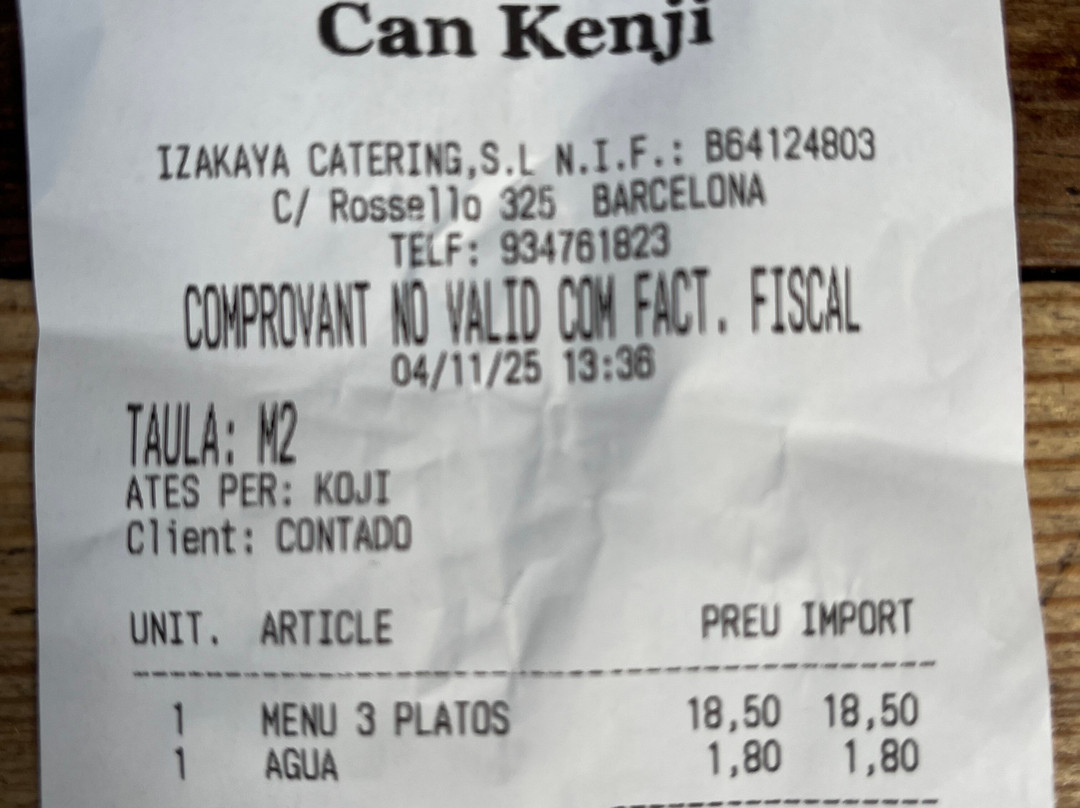 Can Kenji
IZAKAYA CATERING,S.L N.I.F.: B64124803
C/ Rossello 325 BARCELONA
TELF: 934761823
COMPROVANT NO VALID COM FACT. FISCAL
04/11/25 13:36
TAULA: M2
ATES PER: KOJI
Client: CONTADO
UNIT. ARTICLE PREU IMPORT
1 MENU 3 PLATOS 18,50 18,50
1 AGUA 1,80 1,80